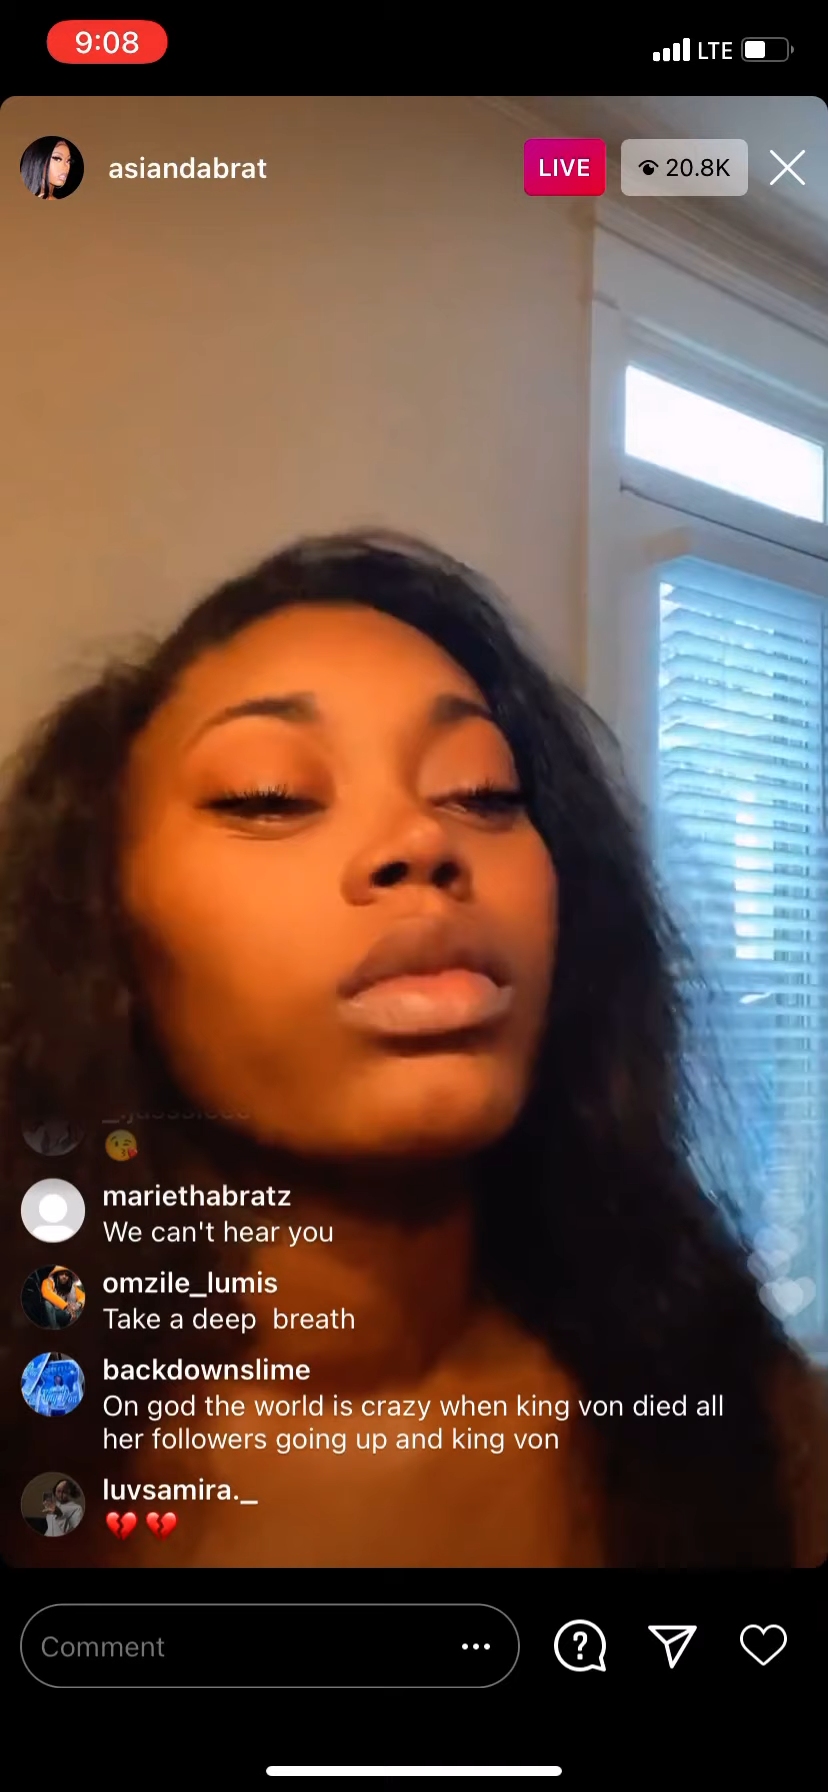 9:08
LTE
asiandabrat
LIVE
20.8K
mariethabratz
We can't hear you
omzile_lumis
Take a deep  breath
backdownslime
On god the world is crazy when king von died all
her followers going up and king von
luvsamira._
Comment